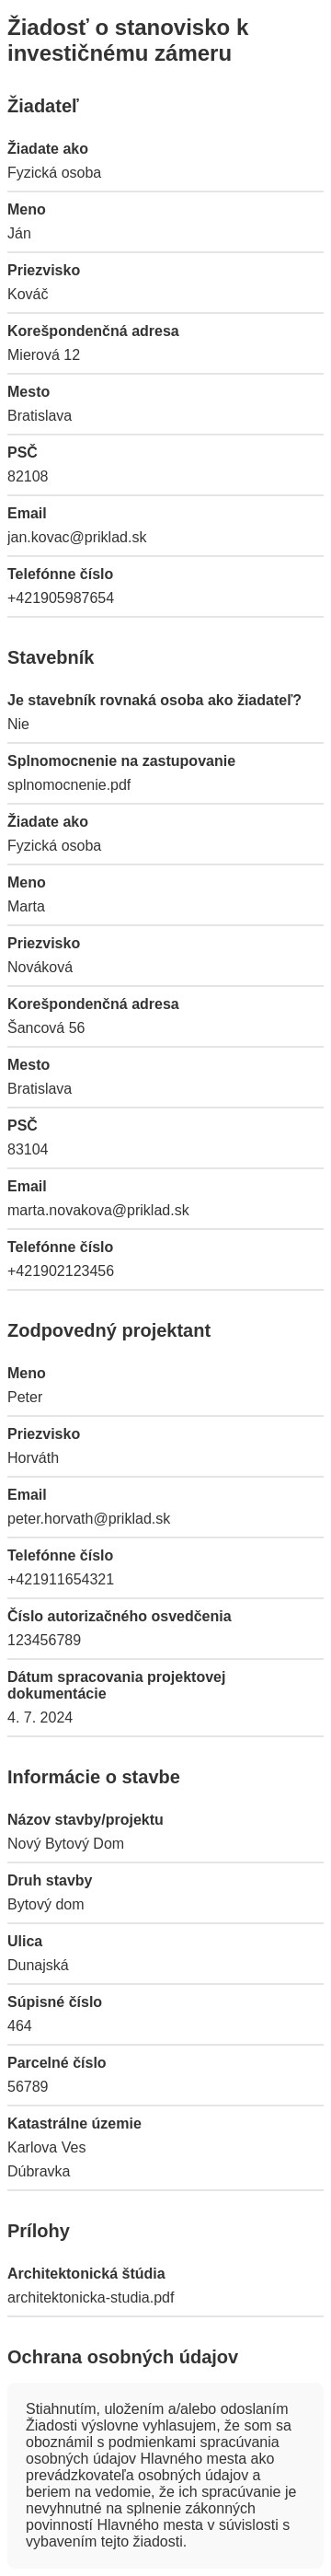 Žiadosť o stanovisko k
investičnému zámeru
Žiadateľ
Žiadate ako
Fyzická osoba
Meno
Ján
Priezvisko
Kováč
Korešpondenčná adresa
Mierová 12
Mesto
Bratislava
PSČ
82108
Email
jan.kovac@priklad.sk
Telefónne číslo
+421905987654
Stavebník
Je stavebník rovnaká osoba ako žiadateľ?
Nie
Splnomocnenie na zastupovanie
splnomocnenie.pdf
Žiadate ako
Fyzická osoba
Meno
Marta
Priezvisko
Nováková
Korešpondenčná adresa
Šancová 56
Mesto
Bratislava
PSČ
83104
Email
marta.novakova@priklad.sk
Telefónne číslo
+421902123456
Zodpovedný projektant
Meno
Peter
Priezvisko
Horváth
Email
peter.horvath@priklad.sk
Telefónne číslo
+421911654321
Číslo autorizačného osvedčenia
123456789
Dátum spracovania projektovej
dokumentácie
4. 7. 2024
Informácie o stavbe
Názov stavby/projektu
Nový Bytový Dom
Druh stavby
Bytový dom
Ulica
Dunajská
Súpisné číslo
464
Parcelné číslo
56789
Katastrálne územie
Karlova Ves
Dúbravka
Prílohy
Architektonická štúdia
architektonicka-studia.pdf
Ochrana osobných údajov
Stiahnutím, uložením a/alebo odoslaním
Žiadosti výslovne vyhlasujem, že som sa
oboznámil s podmienkami spracúvania
osobných údajov Hlavného mesta ako
prevádzkovateľa osobných údajov a
beriem na vedomie, že ich spracúvanie je
nevyhnutné na splnenie zákonných
povinností Hlavného mesta v súvislosti s
vybavením tejto žiadosti.